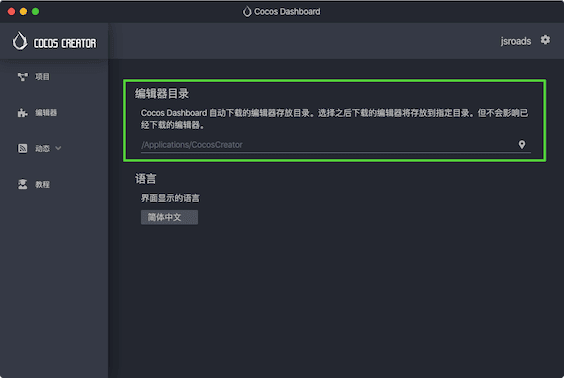 Cocos Dashboard
COCOS CREATOR
jsroads
项目
编辑器
动态
教程
编辑器目录
Cocos Dashboard 自动下载的编辑器存放目录。选择之后下载的编辑器将存放到指定目录。但不会影响已
经下载的编辑器。
/Applications/CocosCreator
语言
界面显示的语言
简体中文